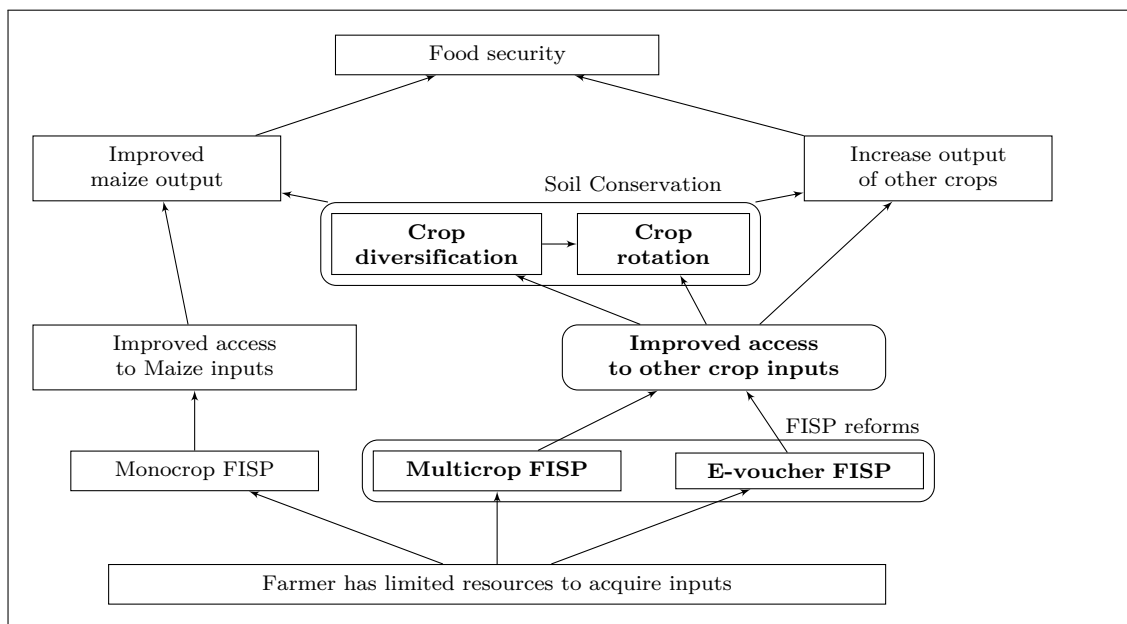 Food security
Improved
maize output
Increase output
of other crops
Soil Conservation
Crop
diversification
Crop
rotation
Improved access
to Maize inputs
Improved access
to other crop inputs
FISP reforms
Monocrop FISP
Multicrop FISP
E-voucher FISP
Farmer has limited resources to acquire inputs